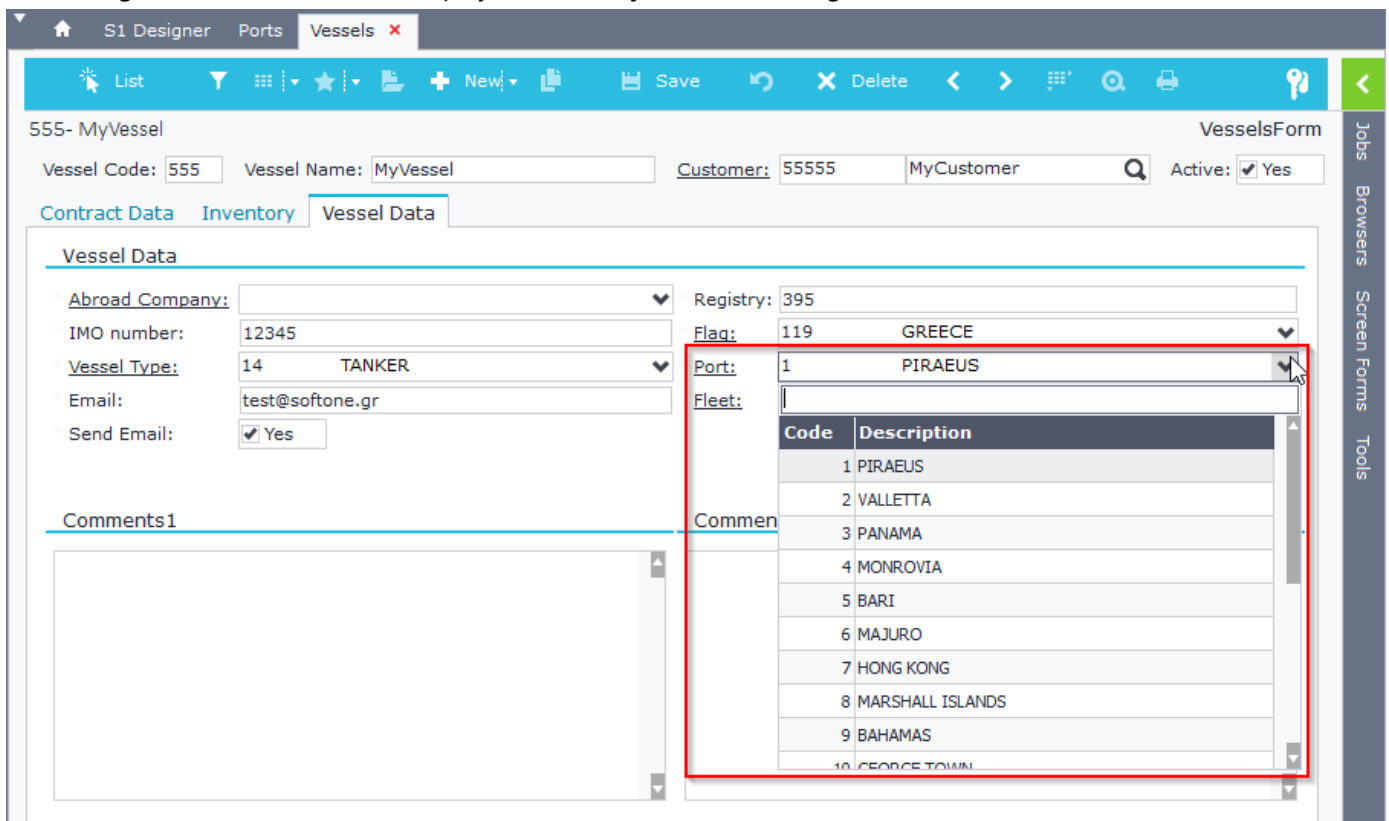 S1 Designer Ports Vessels
List New Save Delete
555- MyVessel VesselsForm
Vessel Code: 555 Vessel Name: MyVessel Customer: 55555 MyCustomer Active: Yes
Contract Data Inventory Vessel Data
Vessel Data
Abroad Company: Registry: 395
IMO number: 12345 Flag: 119 GREECE
Vessel Type: 14 TANKER Port: 1 PIRAEUS
Email: test@softone.gr Fleet:
Send Email: Yes
Code Description
1 PIRAEUS
2 VALLETTA
3 PANAMA
4 MONROVIA
5 BARI
6 MAJURO
7 HONG KONG
8 MARSHALL ISLANDS
9 BAHAMAS
10 GEORGE TOWN
Comments1 Commen
Jobs
Browsers
Screen Forms
Tools